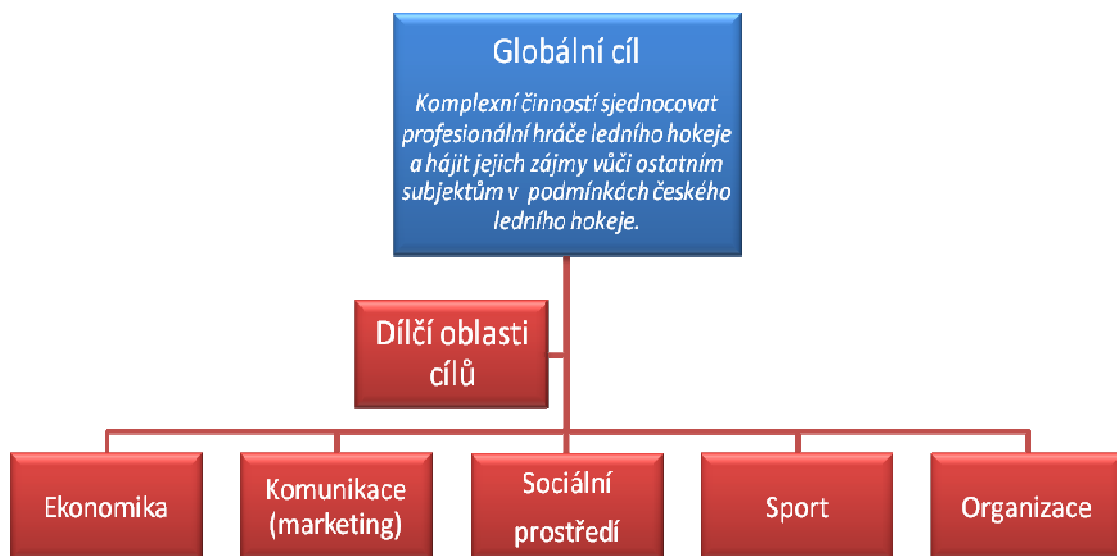 Globální cíl
Komplexní činností sjednocovat
profesionální hráče ledního hokeje
a hájit jejich zájmy vůči ostatním
subjektům v podmínkách českého
ledního hokeje.
Dílčí oblasti
cílů
Ekonomika
Komunikace
(marketing)
Sociální
prostředí
Sport
Organizace